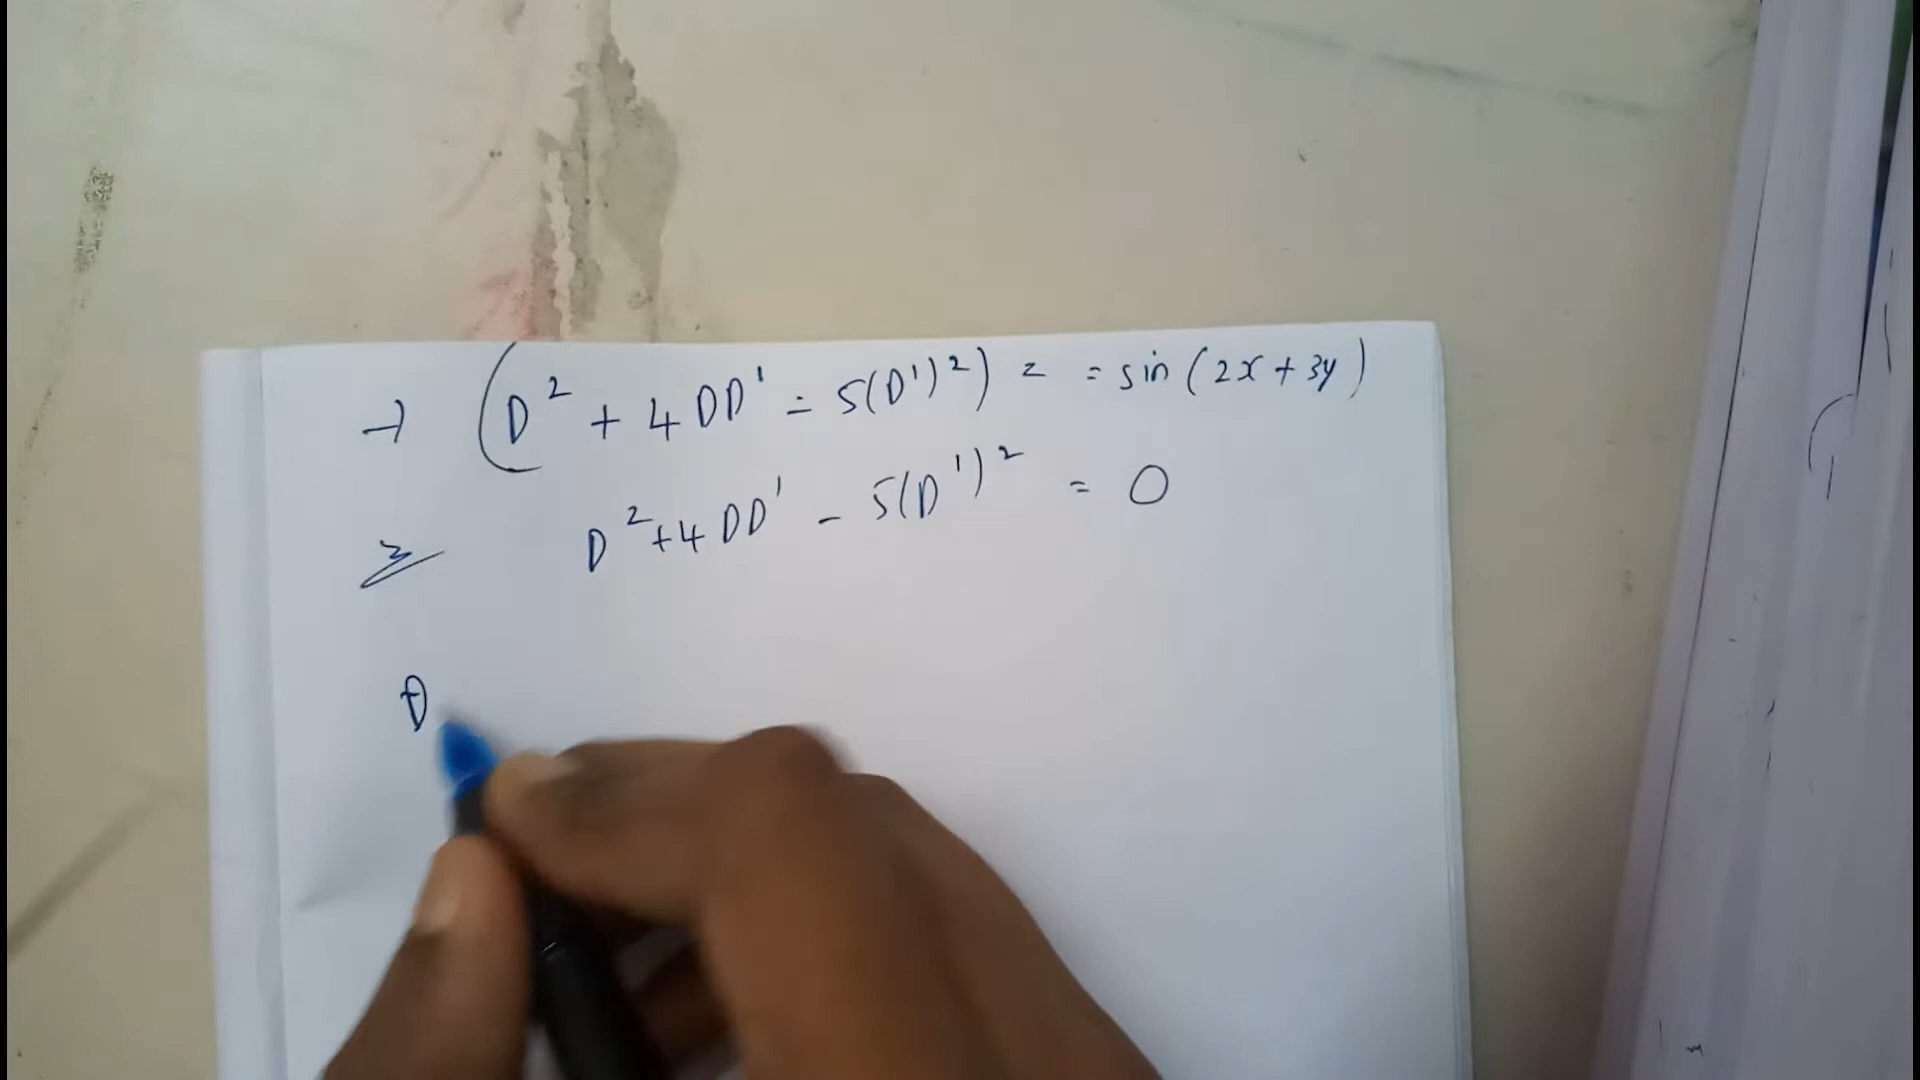 → (D² + 4DD' = 5(D')²) z = sin(2x + 3y)
D² + 4DD' - 5(D')² = 0
D